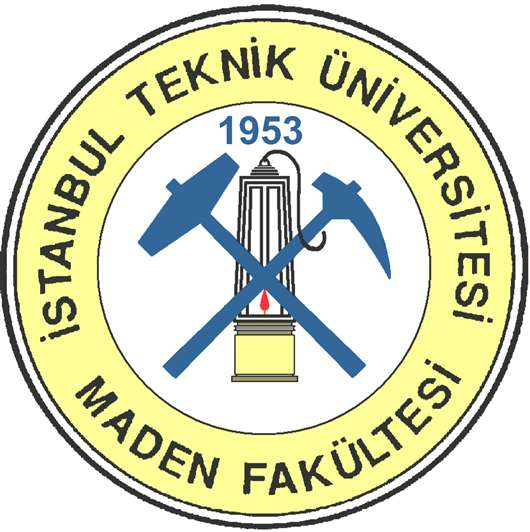 İSTANBUL TEKNİK ÜNİVERSİTESİ
1953
MADEN FAKÜLTESİ